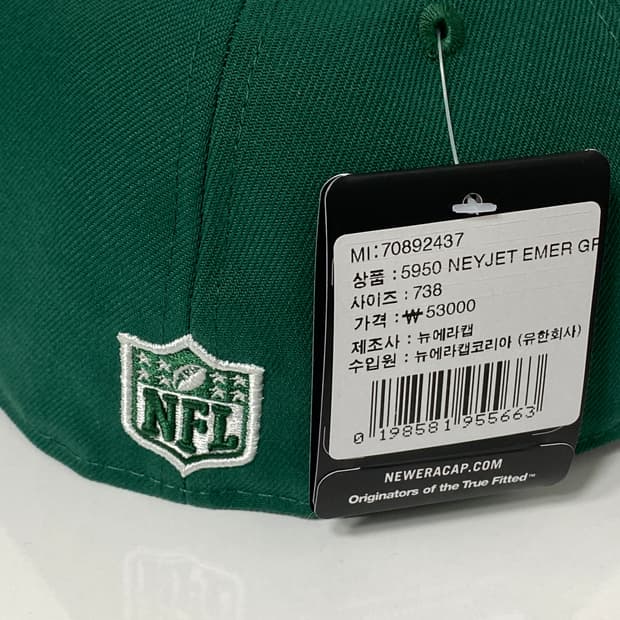 NFL
MI:70892437
상품 : 5950 NEYJET EMER GF
사이즈 : 738
가격 : ₩ 53000
제조사 : 뉴에라캡
수입원 : 뉴에라캡코리아 (유한회사)
0 198581 955663
NEWERACAP.COM
Originators of the True Fitted™